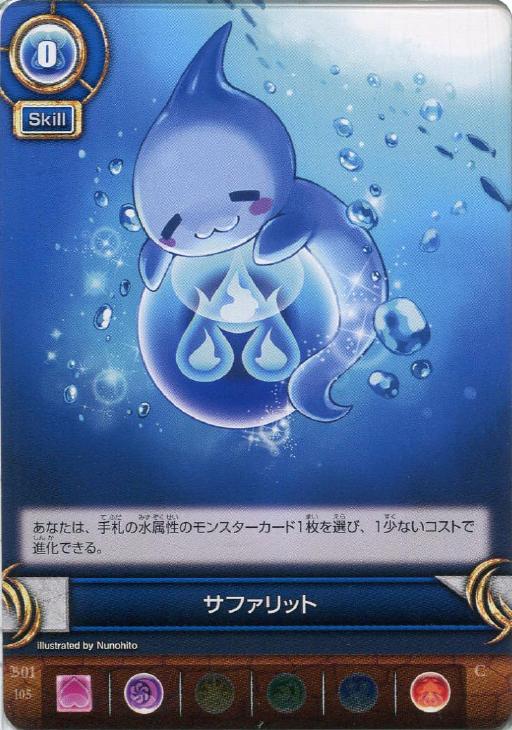 0
Skill
あなたは、手札の水属性のモンスターカード1枚を選び、1少ないコストで
進化できる。
サファリット
illustrated by Nunohito
B01
105
C